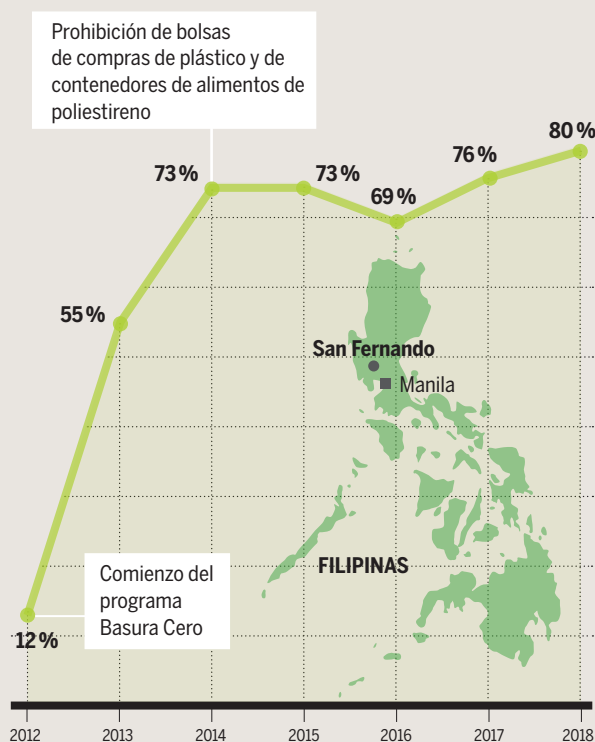 Prohibición de bolsas
de compras de plástico y de
contenedores de alimentos de
poliestireno
80 %
73 %
73 %
76 %
69 %
55 %
San Fernando
Manila
FILIPINAS
Comienzo del
programa
Basura Cero
12 %
2012 2013 2014 2015 2016 2017 2018